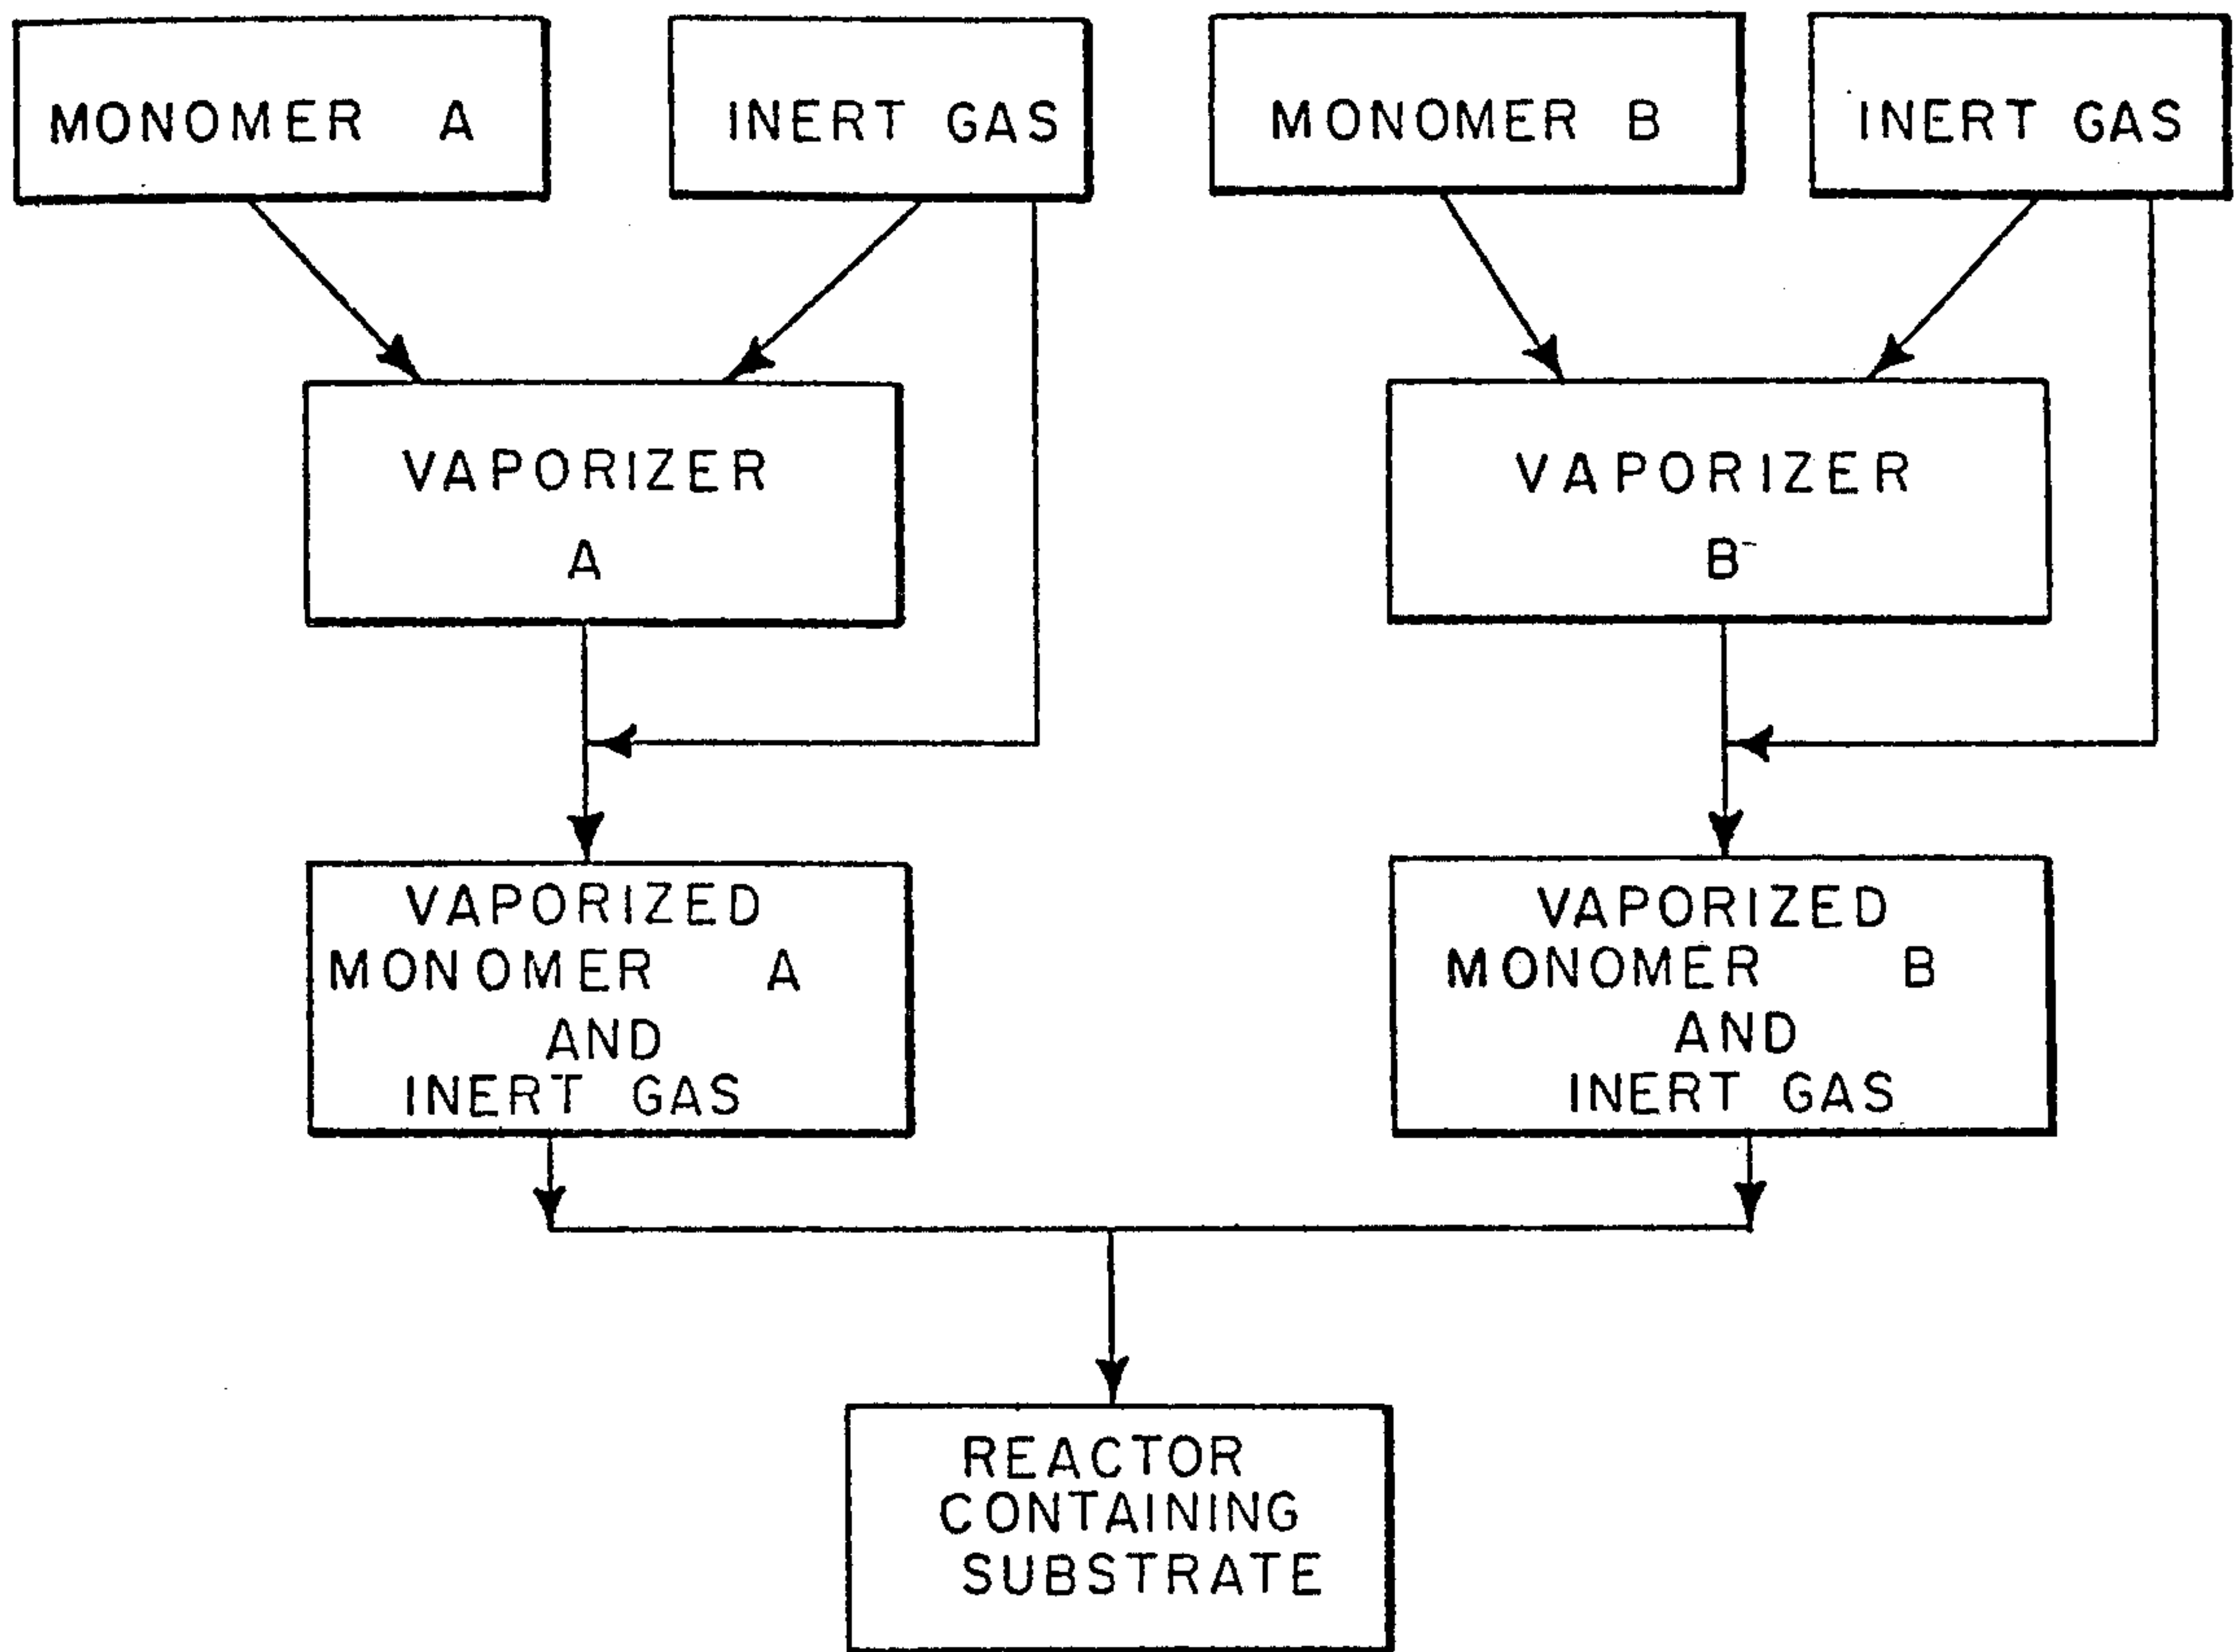 MONOMER A
INERT GAS
MONOMER B
INERT GAS
VAPORIZER
A
VAPORIZER
B
VAPORIZED
MONOMER A
AND
INERT GAS
VAPORIZED
MONOMER B
AND
INERT GAS
REACTOR
CONTAINING
SUBSTRATE